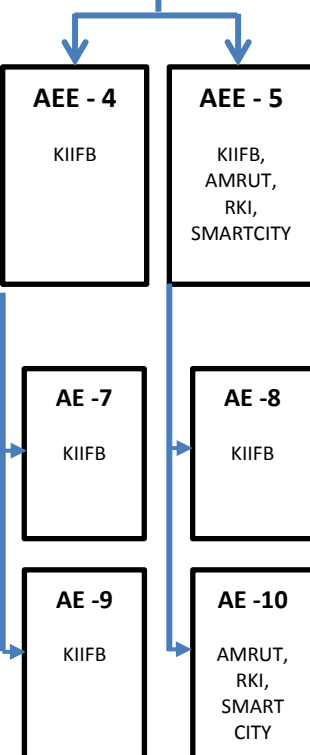 AEE - 4
KIIFB
AEE - 5
KIIFB,
AMRUT,
RKI,
SMARTCITY
AE -7
KIIFB
AE -8
KIIFB
AE -9
KIIFB
AE -10
AMRUT,
RKI,
SMART
CITY